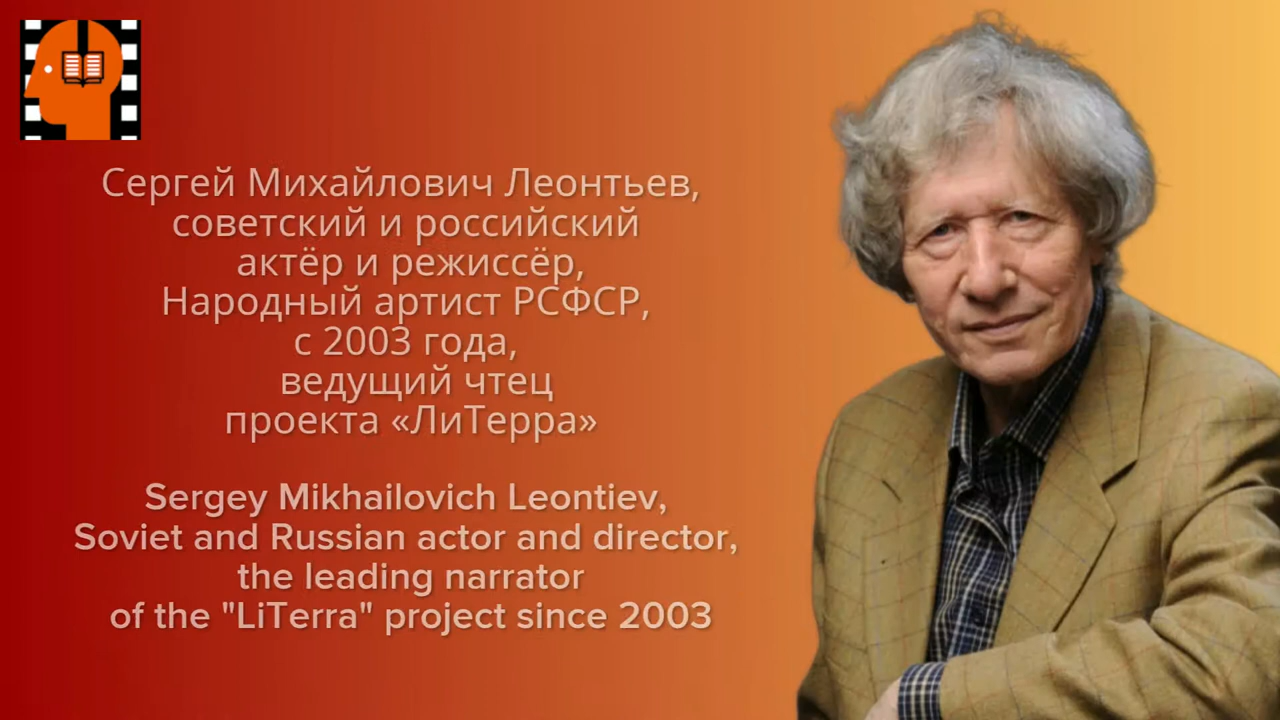 Сергей Михайлович Леонтьев,
советский и российский
актёр и режиссёр,
Народный артист РСФСР,
с 2003 года,
ведущий чтец
проекта «ЛиТерра»
Sergey Mikhailovich Leontiev,
Soviet and Russian actor and director,
the leading narrator
of the "LiTerra" project since 2003